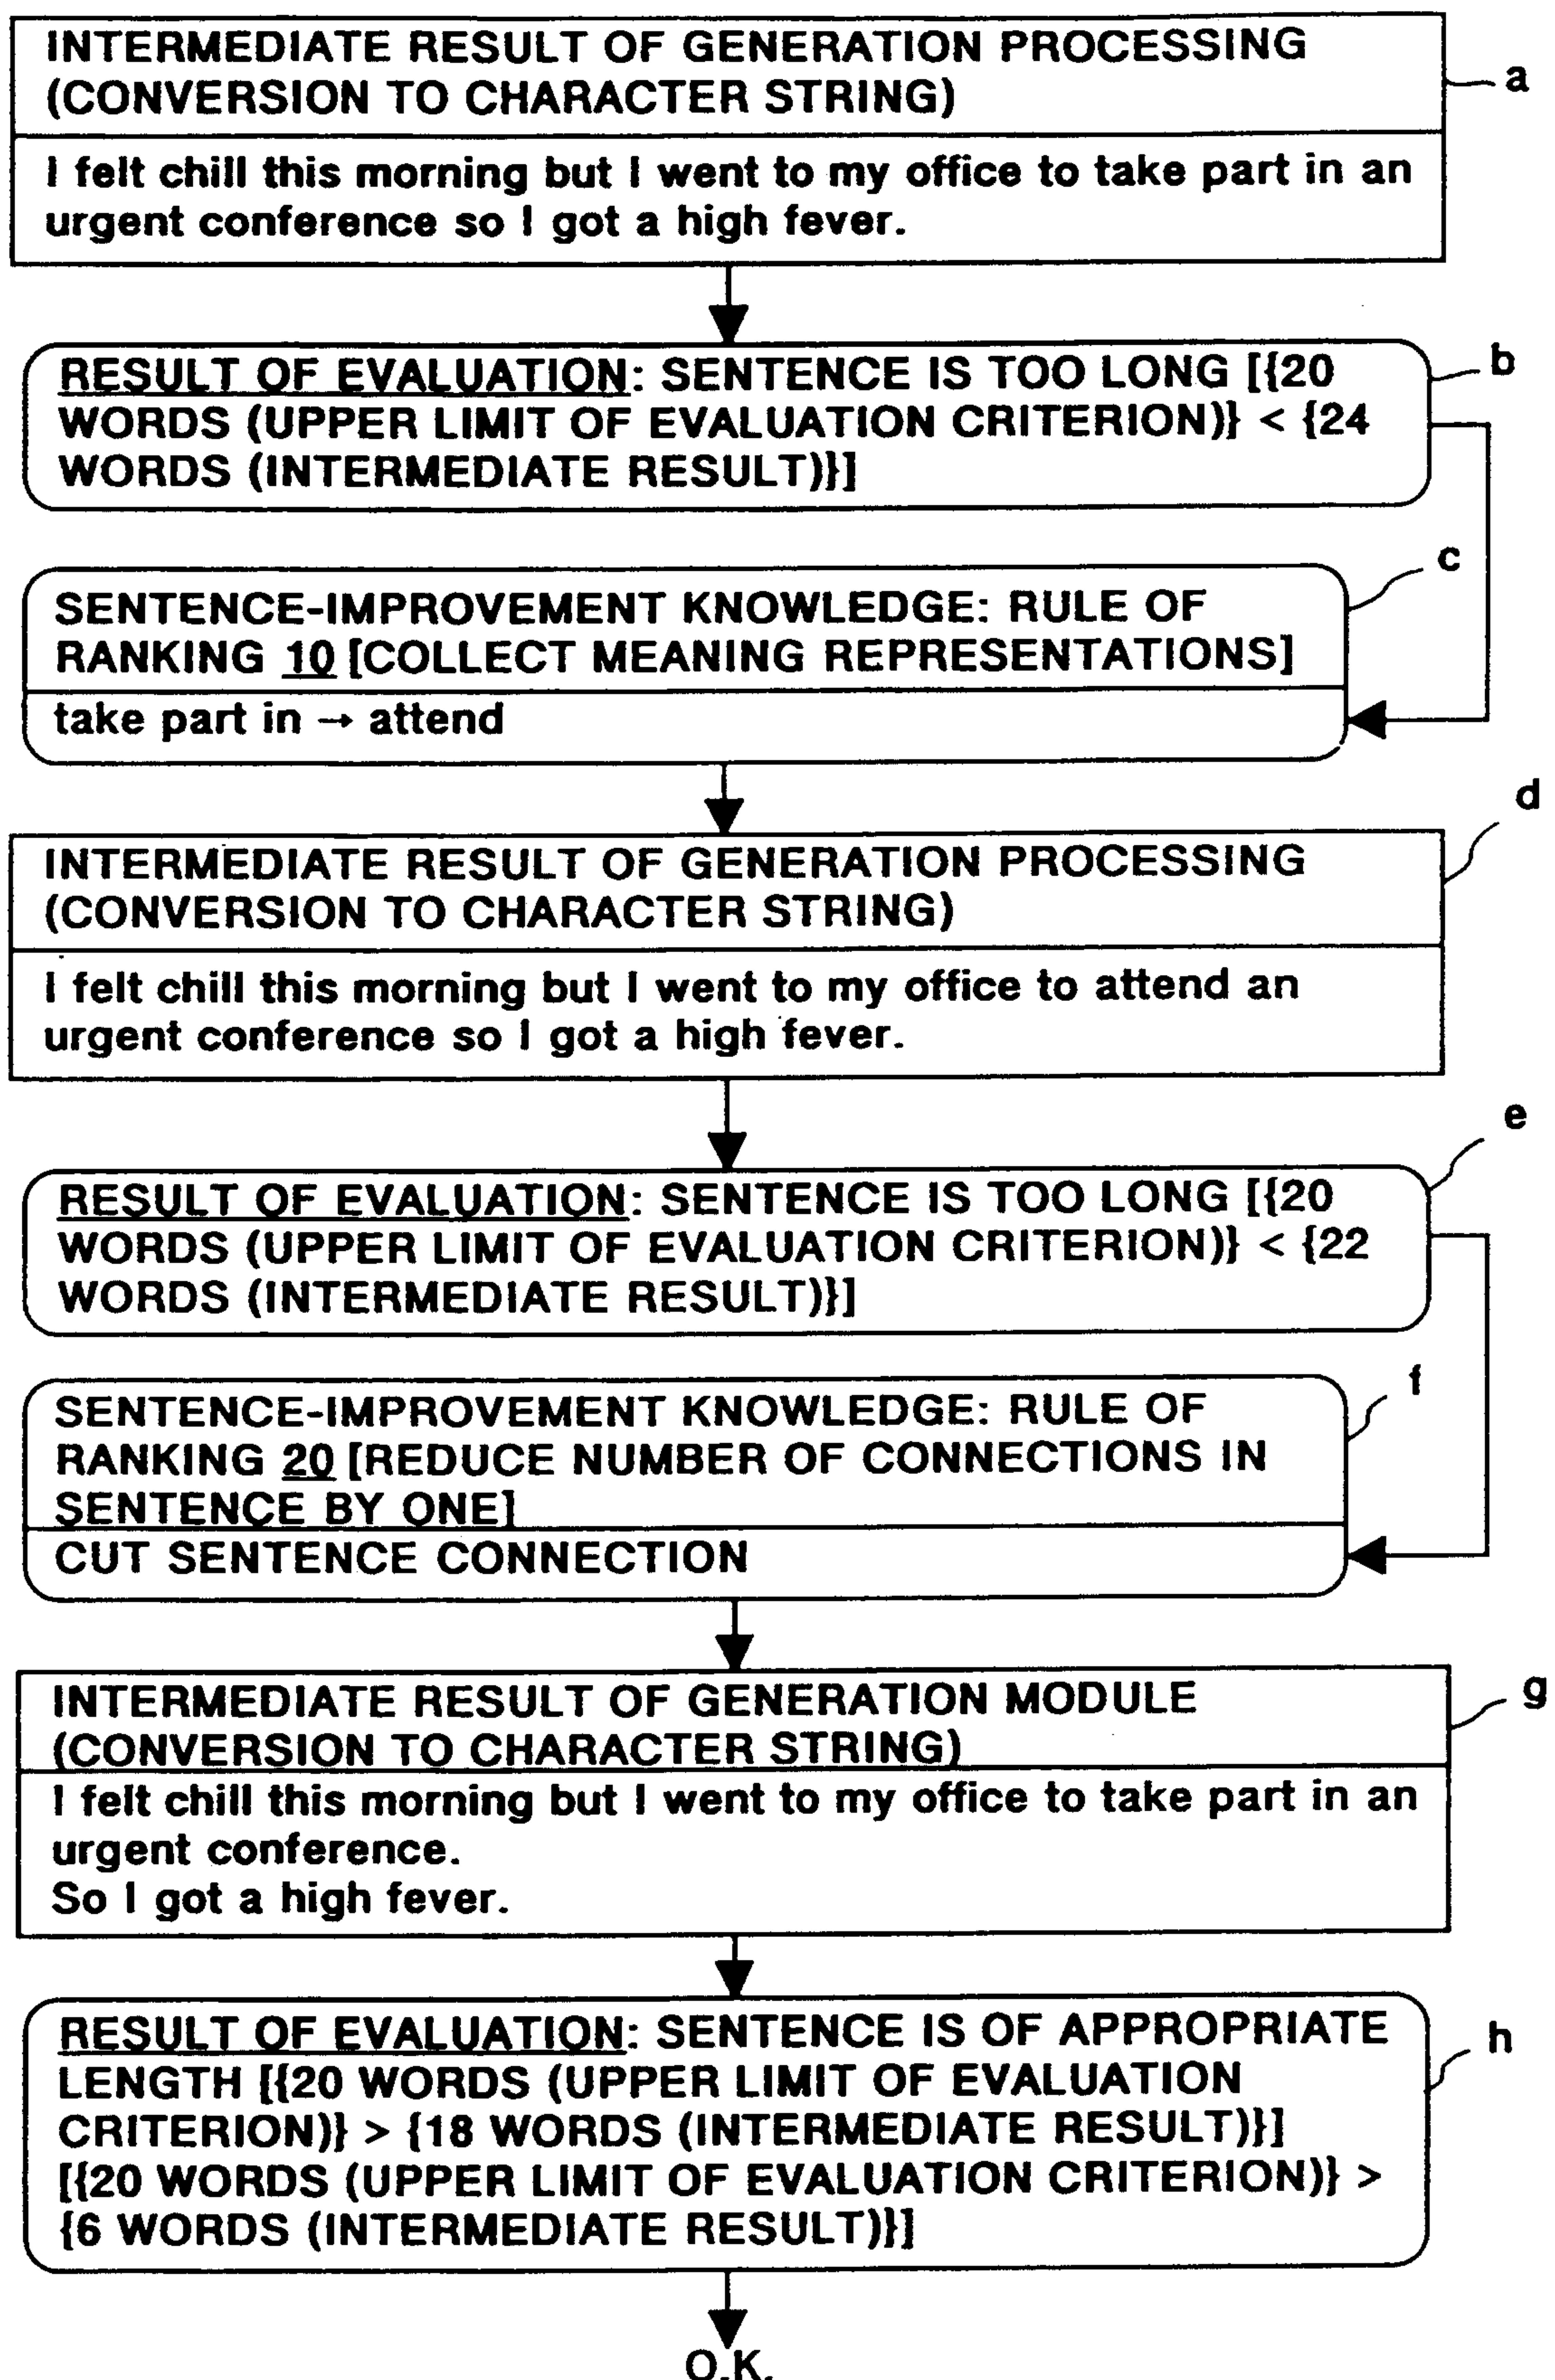 INTERMEDIATE RESULT OF GENERATION PROCESSING
(CONVERSION TO CHARACTER STRING)
a
I felt chill this morning but I went to my office to take part in an
urgent conference so I got a high fever.
RESULT OF EVALUATION: SENTENCE IS TOO LONG [{20
b
WORDS (UPPER LIMIT OF EVALUATION CRITERION)} < {24
WORDS (INTERMEDIATE RESULT)}]
c
SENTENCE-IMPROVEMENT KNOWLEDGE: RULE OF
RANKING 10 [COLLECT MEANING REPRESENTATIONS]
take part in → attend
d
INTERMEDIATE RESULT OF GENERATION PROCESSING
(CONVERSION TO CHARACTER STRING)
I felt chill this morning but I went to my office to attend an
urgent conference so I got a high fever.
e
RESULT OF EVALUATION: SENTENCE IS TOO LONG [{20
WORDS (UPPER LIMIT OF EVALUATION CRITERION)} < {22
WORDS (INTERMEDIATE RESULT)}]
f
SENTENCE-IMPROVEMENT KNOWLEDGE: RULE OF
RANKING 20 [REDUCE NUMBER OF CONNECTIONS IN
SENTENCE BY ONE]
CUT SENTENCE CONNECTION
INTERMEDIATE RESULT OF GENERATION MODULE
g
(CONVERSION TO CHARACTER STRING)
I felt chill this morning but I went to my office to take part in an
urgent conference.
So I got a high fever.
RESULT OF EVALUATION: SENTENCE IS OF APPROPRIATE
h
LENGTH [{20 WORDS (UPPER LIMIT OF EVALUATION
CRITERION)} > {18 WORDS (INTERMEDIATE RESULT)}]
[{20 WORDS (UPPER LIMIT OF EVALUATION CRITERION)} >
{6 WORDS (INTERMEDIATE RESULT)}]
O.K.